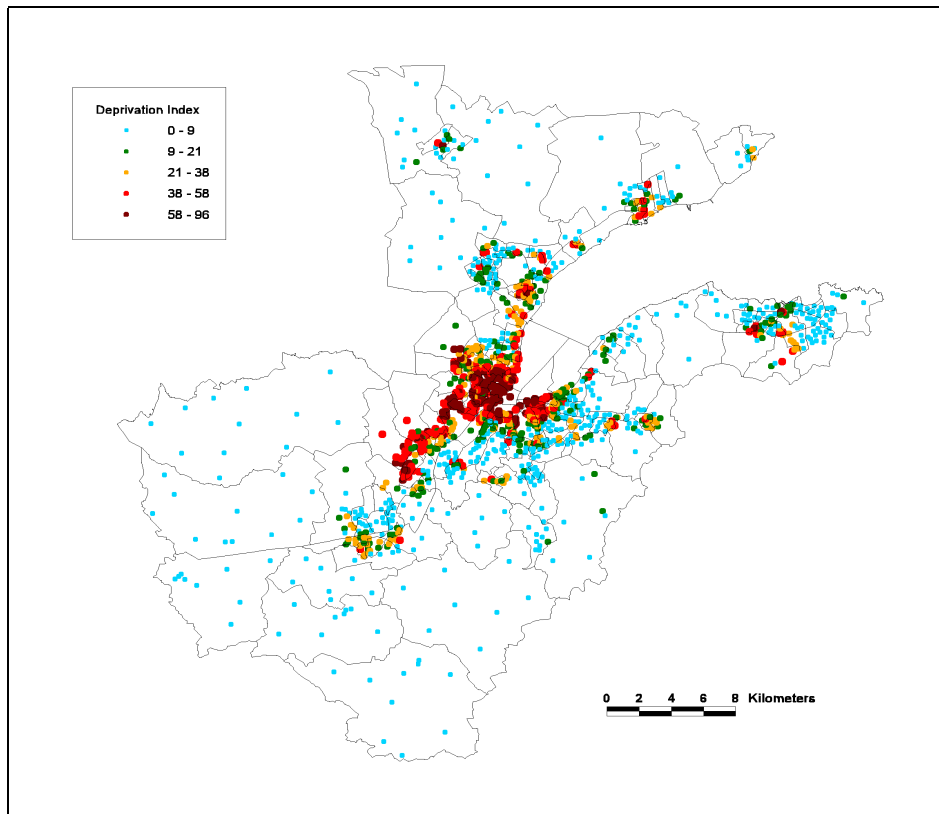 Deprivation Index
0 - 9
9 - 21
21 - 38
38 - 58
58 - 96
0 2 4 6 8 Kilometers